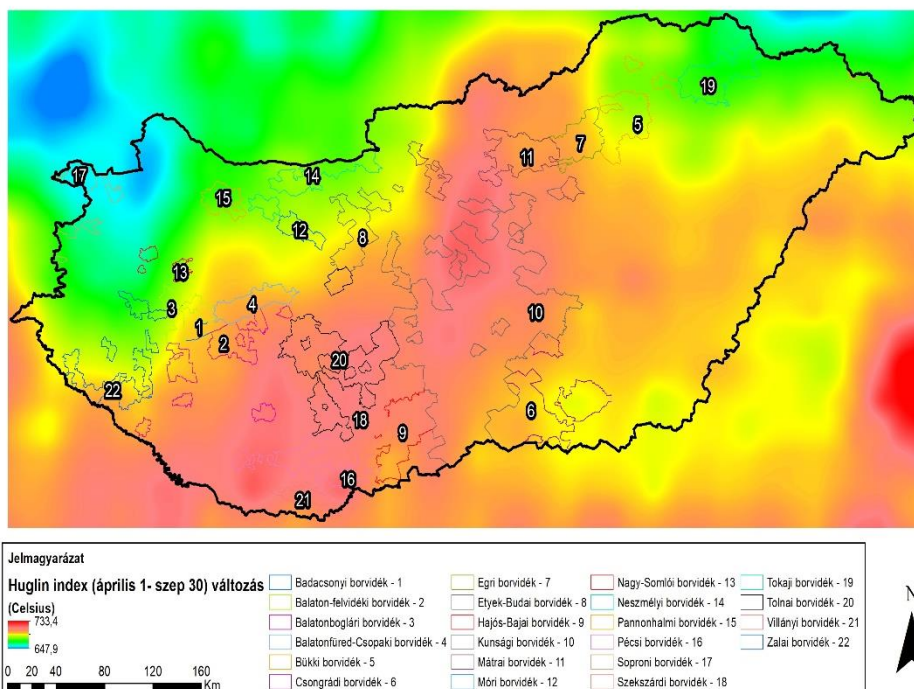 19
5
7
11
17
14
15
12
8
13
3
4
1
10
2
20
22
6
18
9
16
21
Jelmagyarázat
Huglin index (április 1- szep 30) változás
(Celsius)
733,4
647,9
0 20 40 80 120 160
Km
Badacsonyi borvidék - 1
Balaton-felvidéki borvidék - 2
Balatonboglári borvidék - 3
Balatonfüred-Csopaki borvidék - 4
Bükki borvidék - 5
Csongrádi borvidék - 6
Egri borvidék - 7
Etyek-Budai borvidék - 8
Hajós-Bajai borvidék - 9
Kunsági borvidék - 10
Mátrai borvidék - 11
Móri borvidék - 12
Nagy-Somlói borvidék - 13
Neszmélyi borvidék - 14
Pannonhalmi borvidék - 15
Pécsi borvidék - 16
Soproni borvidék - 17
Szekszárdi borvidék - 18
Tokaji borvidék - 19
Tolnai borvidék - 20
Villányi borvidék - 21
Zalai borvidék - 22
N